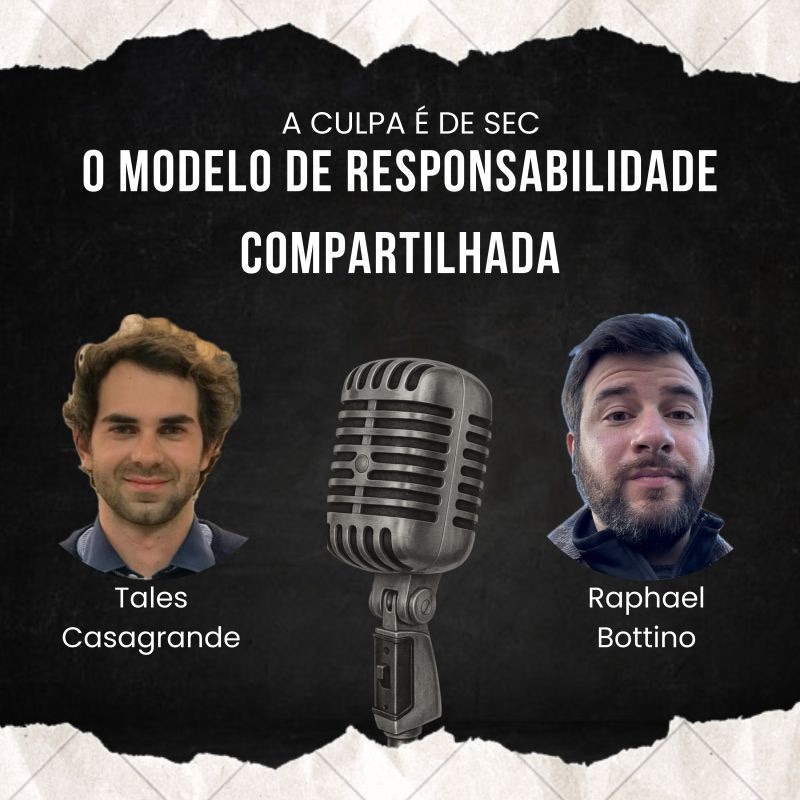 A CULPA É DE SEC
O MODELO DE RESPONSABILIDADE
COMPARTILHADA
Tales
Casagrande
Raphael
Bottino